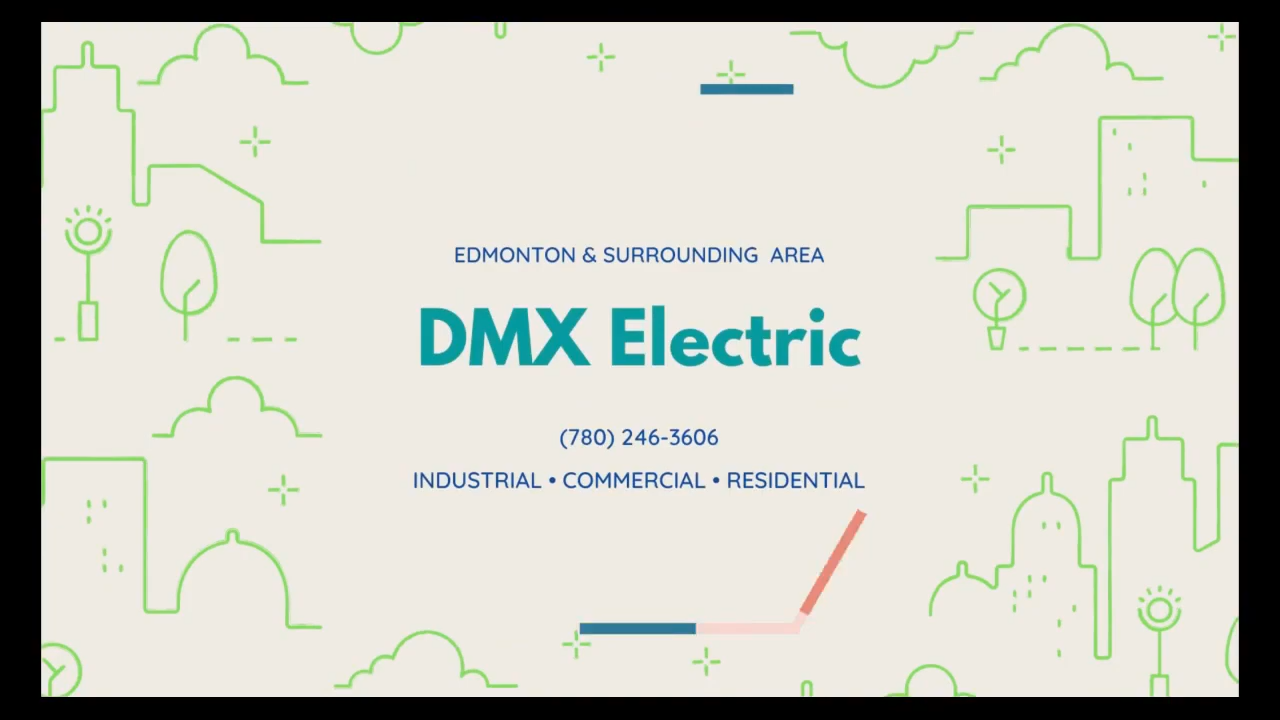 EDMONTON & SURROUNDING  AREA
DMX Electric
(780) 246-3606
INDUSTRIAL • COMMERCIAL • RESIDENTIAL